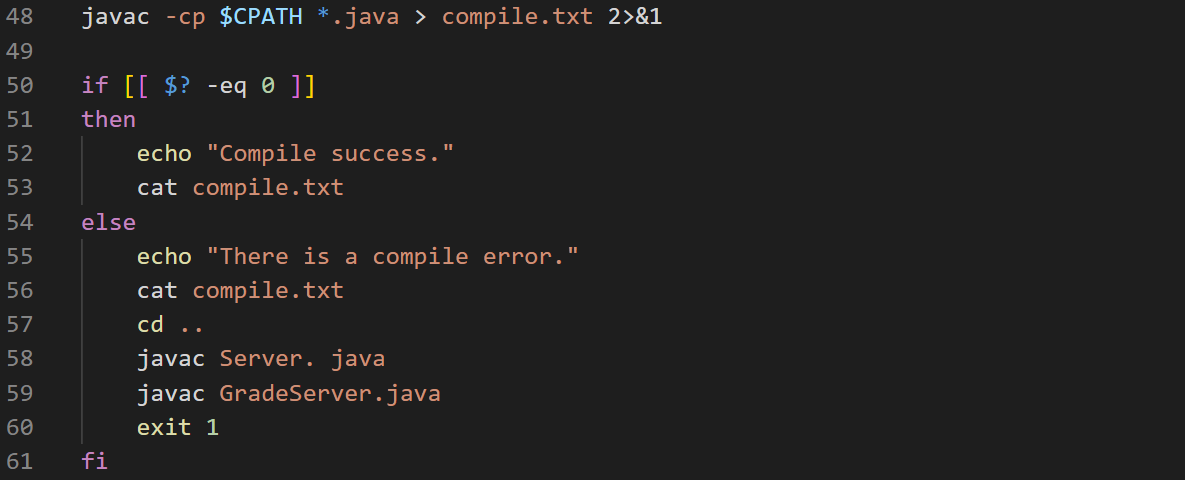 48 javac -cp $CPATH *.java > compile.txt 2>&1
49
50 if [[ $? -eq 0 ]]
51 then
52 echo "Compile success."
53 cat compile.txt
54 else
55 echo "There is a compile error."
56 cat compile.txt
57 cd ..
58 javac Server. java
59 javac GradeServer.java
60 exit 1
61 fi